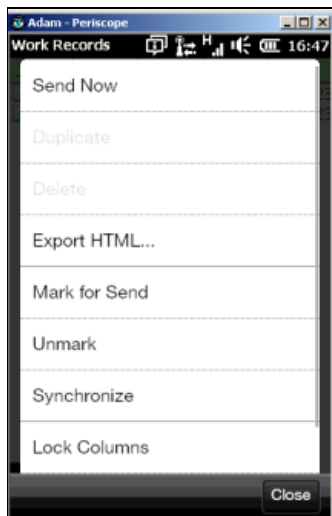 Adam - Periscope
Work Records H 16:47
Send Now
Duplicate
Delete
Export HTML...
Mark for Send
Unmark
Synchronize
Lock Columns
Close